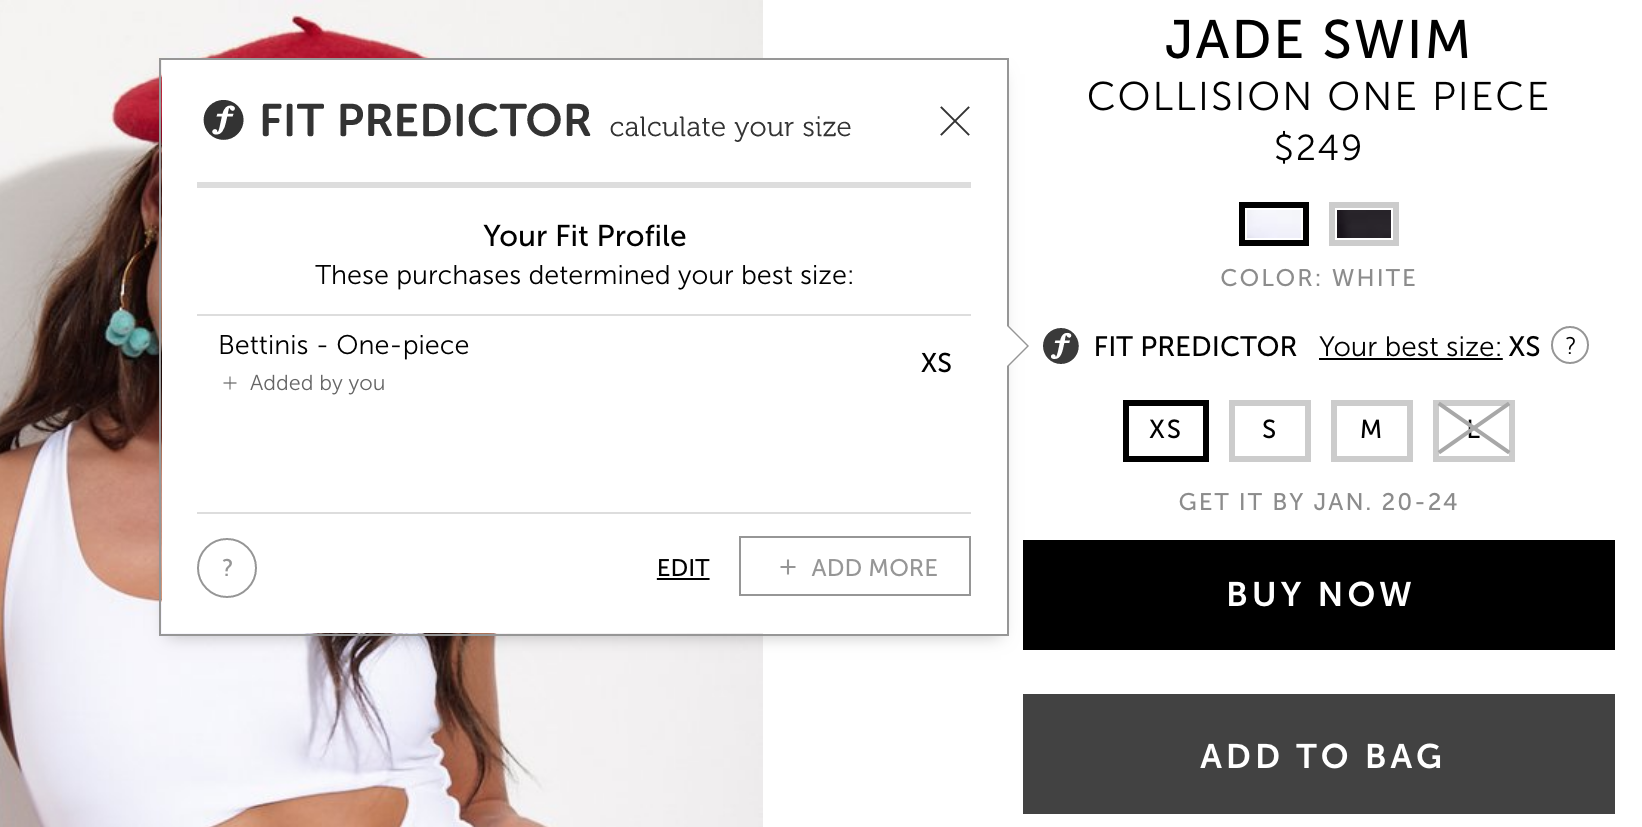 FIT PREDICTOR calculate your size
Your Fit Profile
These purchases determined your best size:
Bettinis - One-piece
+ Added by you
XS
?
EDIT
+ ADD MORE
JADE SWIM
COLLISION ONE PIECE
$249
COLOR: WHITE
FIT PREDICTOR Your best size: XS ?
XS S M L
GET IT BY JAN. 20-24
BUY NOW
ADD TO BAG